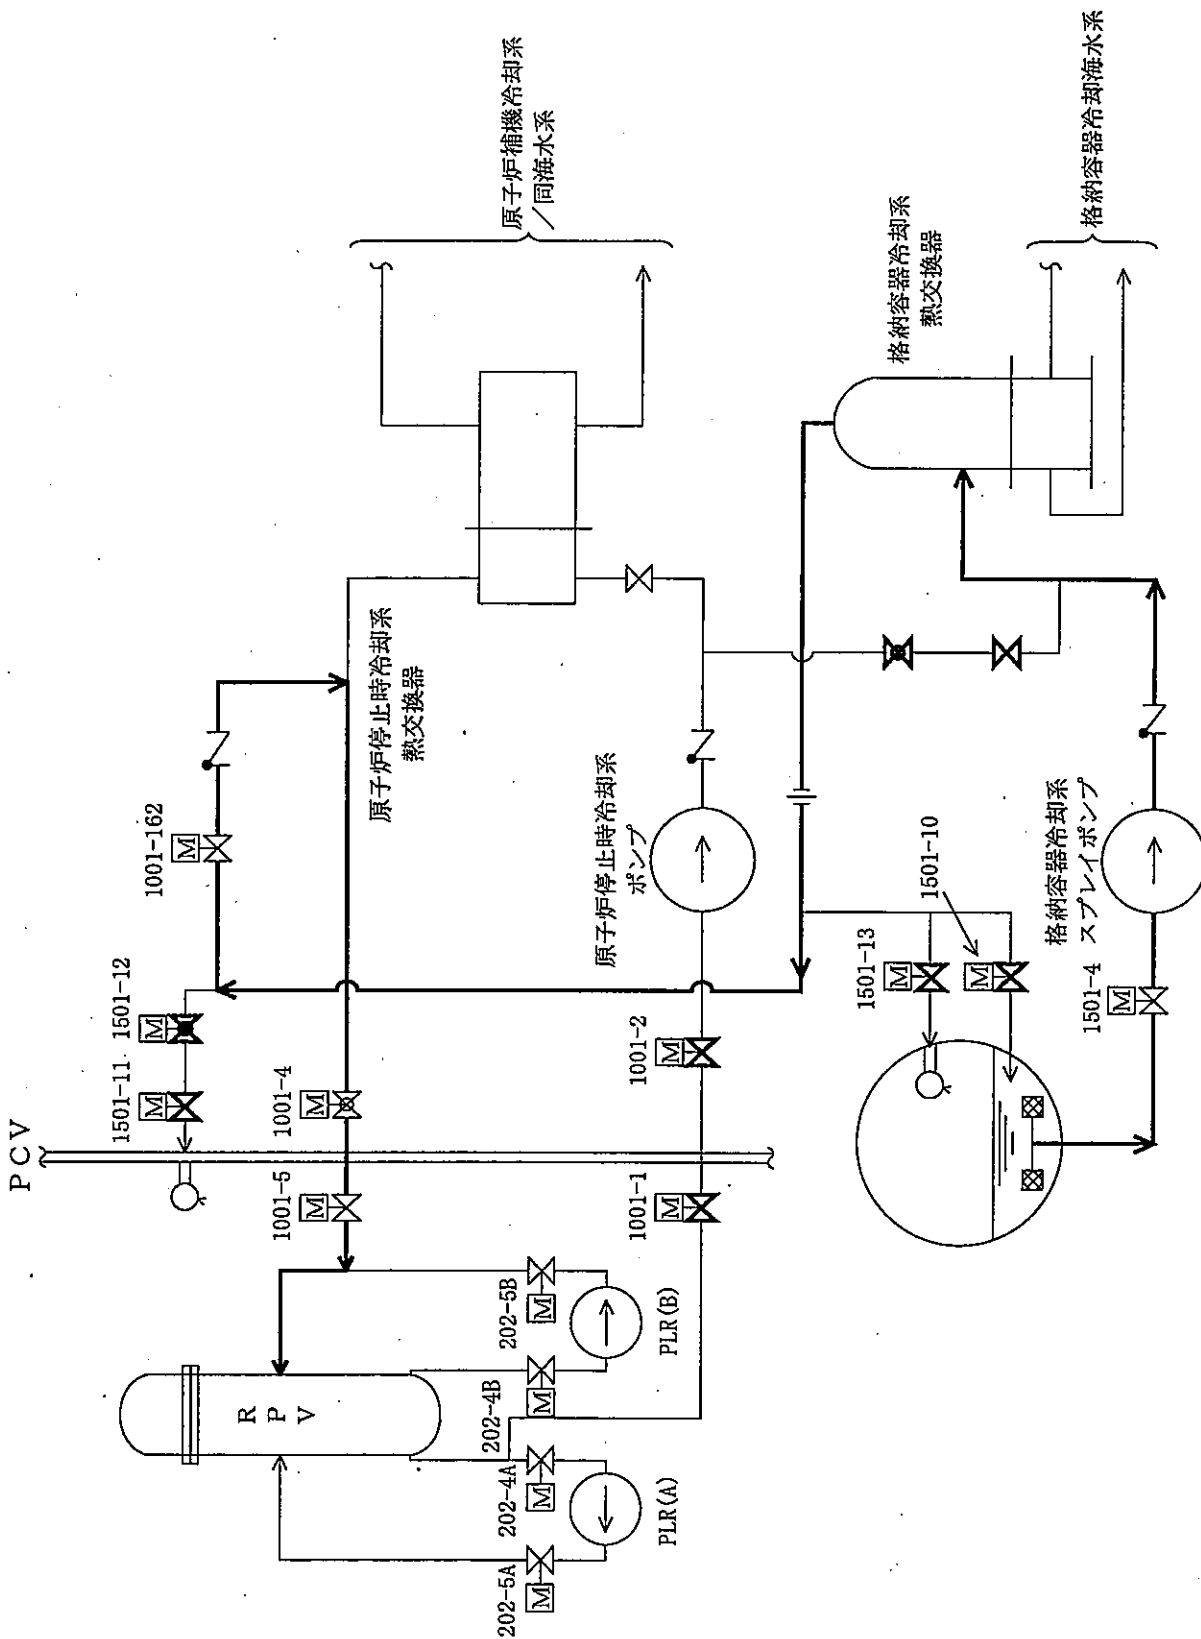 PCV
1501-11
1501-12
1001-162
1001-5
1001-4
原子炉停止時冷却系
熱交換器
原子炉補機冷却系
／同海水系
RPV
202-5A
202-4A
202-4B
202-5B
PLR(A)
PLR(B)
1001-1
1001-2
原子炉停止時冷却系
ポンプ
1501-13
1501-10
格納容器冷却系
熱交換器
格納容器冷却海水系
1501-4
格納容器冷却系
スプレイポンプ
M
M
M
M
M
M
M
M
M
M
M
M
M
M